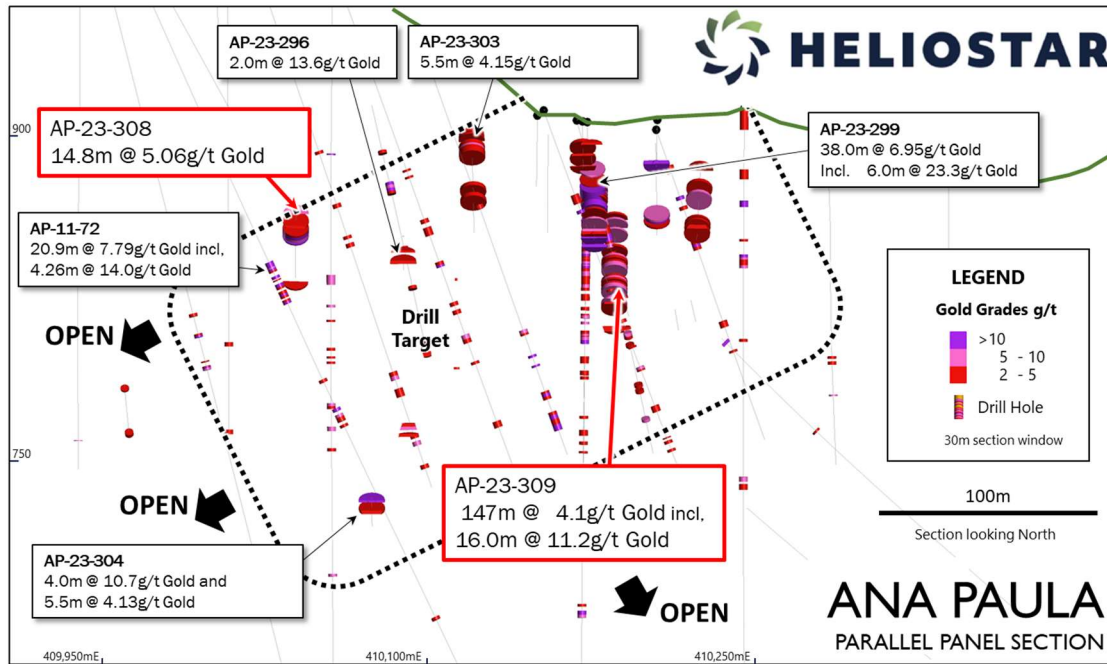 HELIOSTAR
AP-23-296
2.0m @ 13.6g/t Gold
AP-23-303
5.5m @ 4.15g/t Gold
AP-23-308
14.8m @ 5.06g/t Gold
AP-23-299
38.0m @ 6.95g/t Gold
Incl. 6.0m @ 23.3g/t Gold
900
AP-11-72
20.9m @ 7.79g/t Gold incl,
4.26m @ 14.0g/t Gold
OPEN
Drill
Target
LEGEND
Gold Grades g/t
>10
5 - 10
2 - 5
Drill Hole
30m section window
750
OPEN
AP-23-309
147m @ 4.1g/t Gold incl,
16.0m @ 11.2g/t Gold
100m
Section looking North
AP-23-304
4.0m @ 10.7g/t Gold and
5.5m @ 4.13g/t Gold
OPEN
ANA PAULA
PARALLEL PANEL SECTION
409,950mE
410,100mE
410,250mE